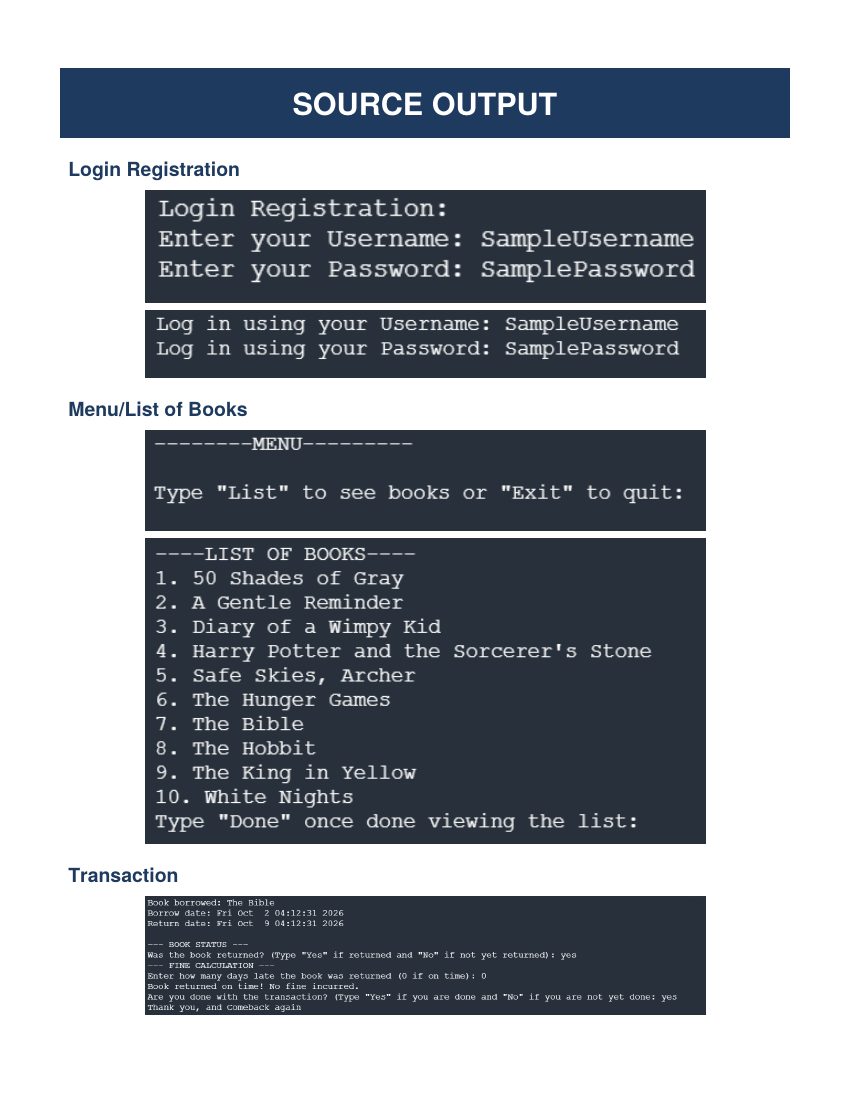 SOURCE OUTPUT
Login Registration
Login Registration:
Enter your Username: SampleUsername
Enter your Password: SamplePassword
Log in using your Username: SampleUsername
Log in using your Password: SamplePassword
Menu/List of Books
--------MENU---------
Type "List" to see books or "Exit" to quit:
----LIST OF BOOKS----
1. 50 Shades of Gray
2. A Gentle Reminder
3. Diary of a Wimpy Kid
4. Harry Potter and the Sorcerer's Stone
5. Safe Skies, Archer
6. The Hunger Games
7. The Bible
8. The Hobbit
9. The King in Yellow
10. White Nights
Type "Done" once done viewing the list:
Transaction
Book borrowed: The Bible
Borrow date: Fri Oct  2 04:12:31 2026
Return date: Fri Oct  9 04:12:31 2026
--- BOOK STATUS ---
Was the book returned? (Type "Yes" if returned and "No" if not yet returned): yes
--- FINE CALCULATION ---
Enter how many days late the book was returned (0 if on time): 0
Book returned on time! No fine incurred.
Are you done with the transaction? (Type "Yes" if you are done and "No" if you are not yet done: yes
Thank you, and Comeback again